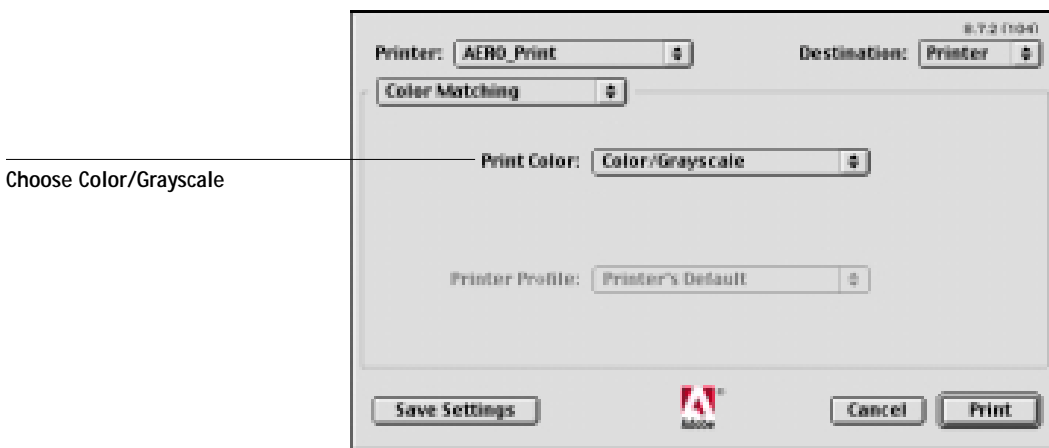 8.7.2 (104)
Printer: AERO_Print Destination: Printer
Color Matching
Print Color: Color/Grayscale
Choose Color/Grayscale
Printer Profile: Printer's Default
Save Settings Adobe Cancel Print